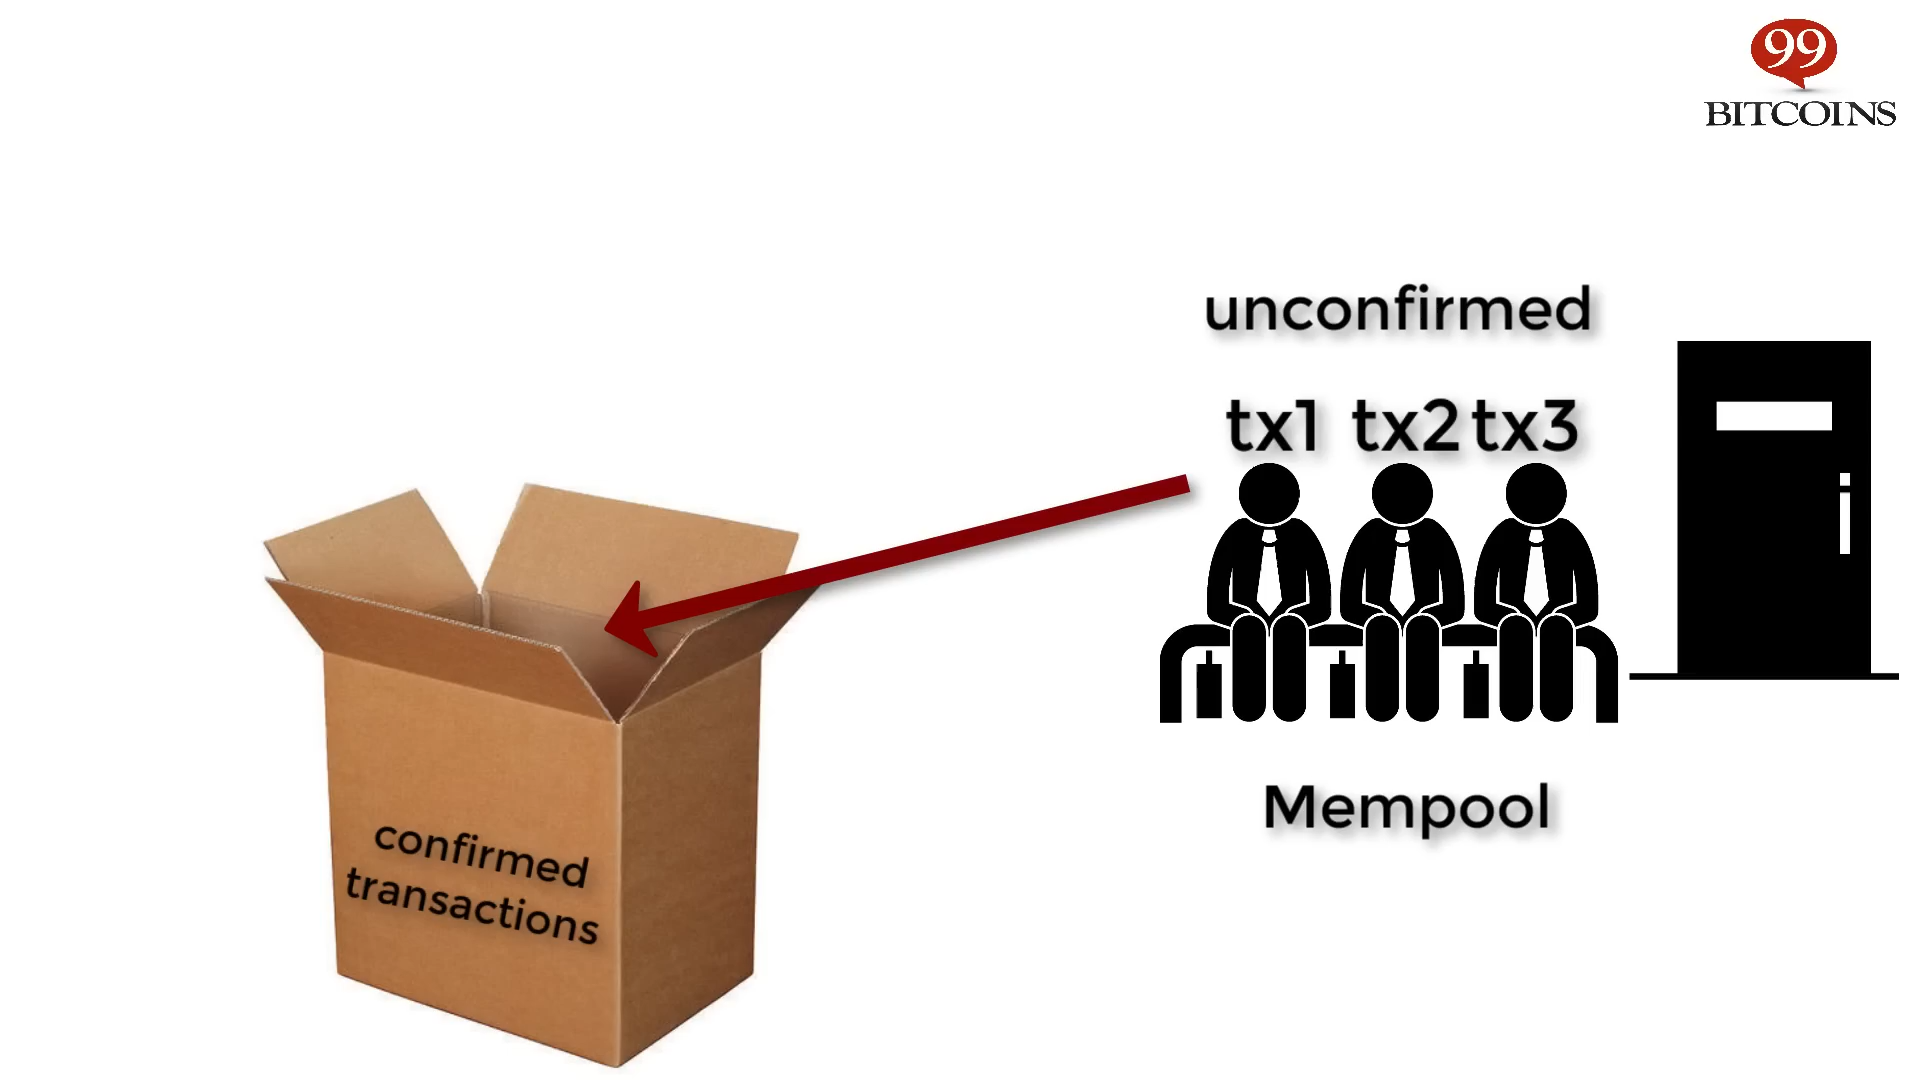 99
BITCOINS
unconfirmed
tx1 tx2 tx3
Mempool
confirmed
transactions